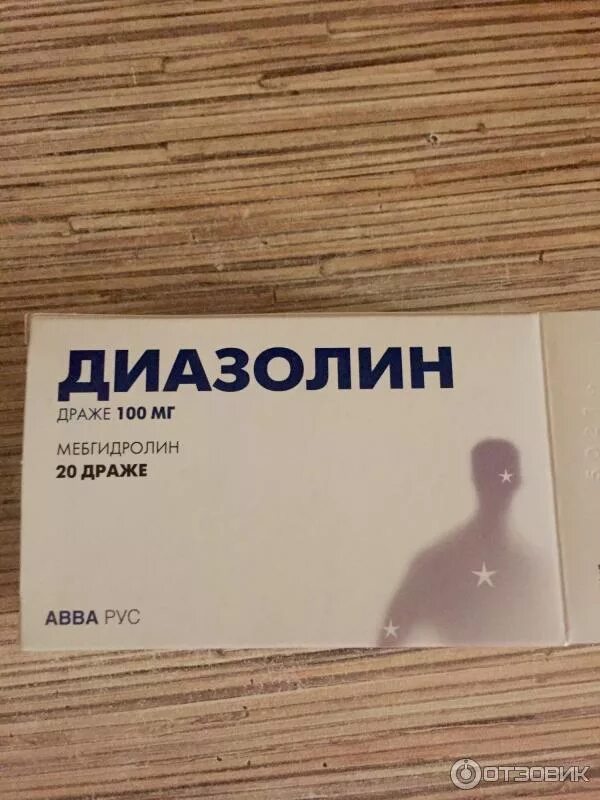 ДИАЗОЛИН
ДРАЖЕ 100 МГ
МЕБГИДРОЛИН
20 ДРАЖЕ
АВВА РУС
ОТЗОВИК